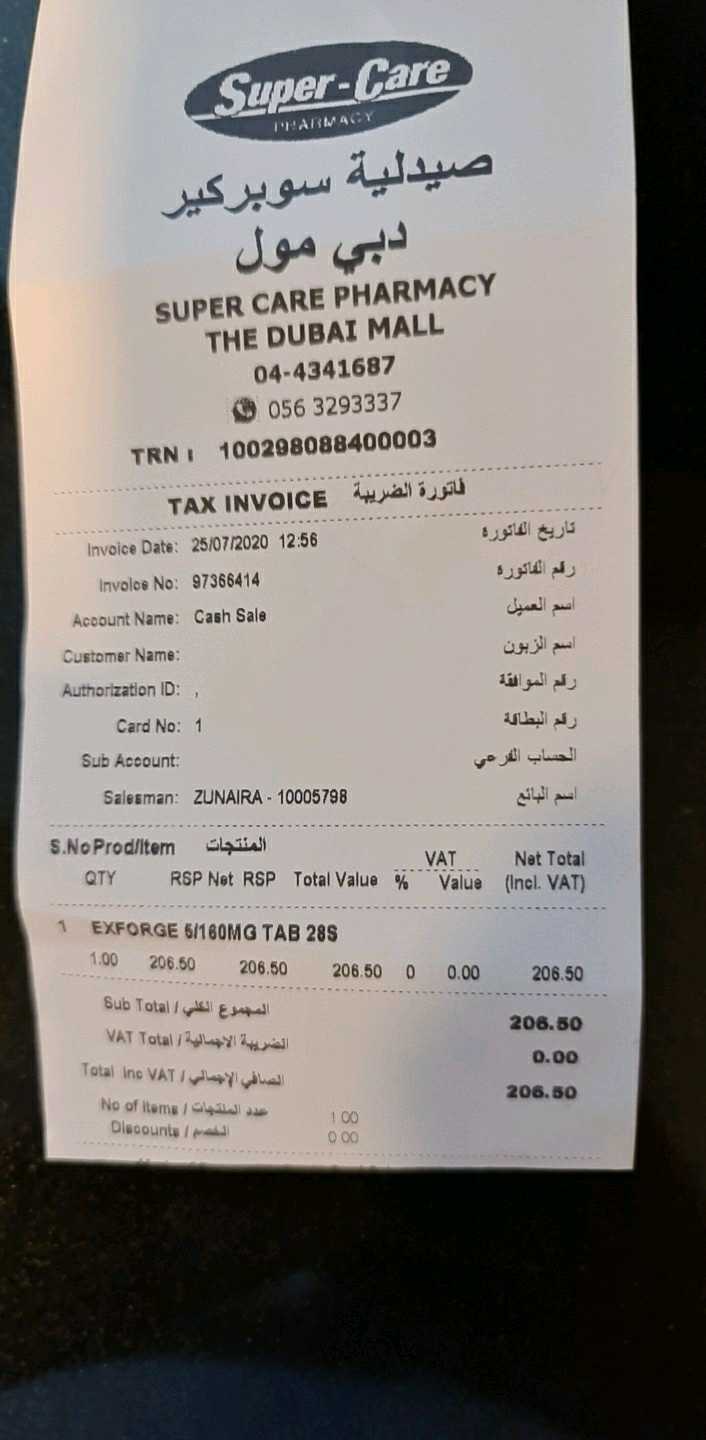 Super-Care
PHARMACY
صيدلية سوبركير
دبي مول
SUPER CARE PHARMACY
THE DUBAI MALL
04-4341687
056 3293337
TRN : 100298088400003
TAX INVOICE فاتورة الضريبة
Invoice Date: 25/07/2020 12:56 تاريخ الفاتورة
Invoice No: 97366414 رقم الفاتورة
Account Name: Cash Sale اسم العميل
Customer Name: اسم الزبون
Authorization ID: , رقم الموافقة
Card No: 1 رقم البطاقة
Sub Account: الحساب الفرعي
Salesman: ZUNAIRA - 10005798 اسم البائع
S.No Prod/Item المنتجات VAT Net Total
QTY RSP Net RSP Total Value % Value (Incl. VAT)
1 EXFORGE 5/160MG TAB 28S
1.00 206.50 206.50 206.50 0 0.00 206.50
Sub Total / المجموع الكلي 206.50
VAT Total / الضريبة الاجمالية 0.00
Total Inc VAT / الصافي الإجمالي 206.50
No of Items / عدد المنتجات 1.00
Discounts / الخصم 0.00